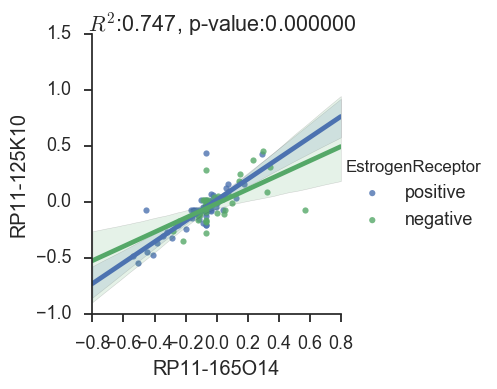 R²:0.747, p-value:0.000000
1.5
1.0
0.5
0.0
−0.5
−1.0
RP11-125K10
−0.8−0.6−0.4−0.2 0.0 0.2 0.4 0.6 0.8
RP11-165O14
EstrogenReceptor
positive
negative